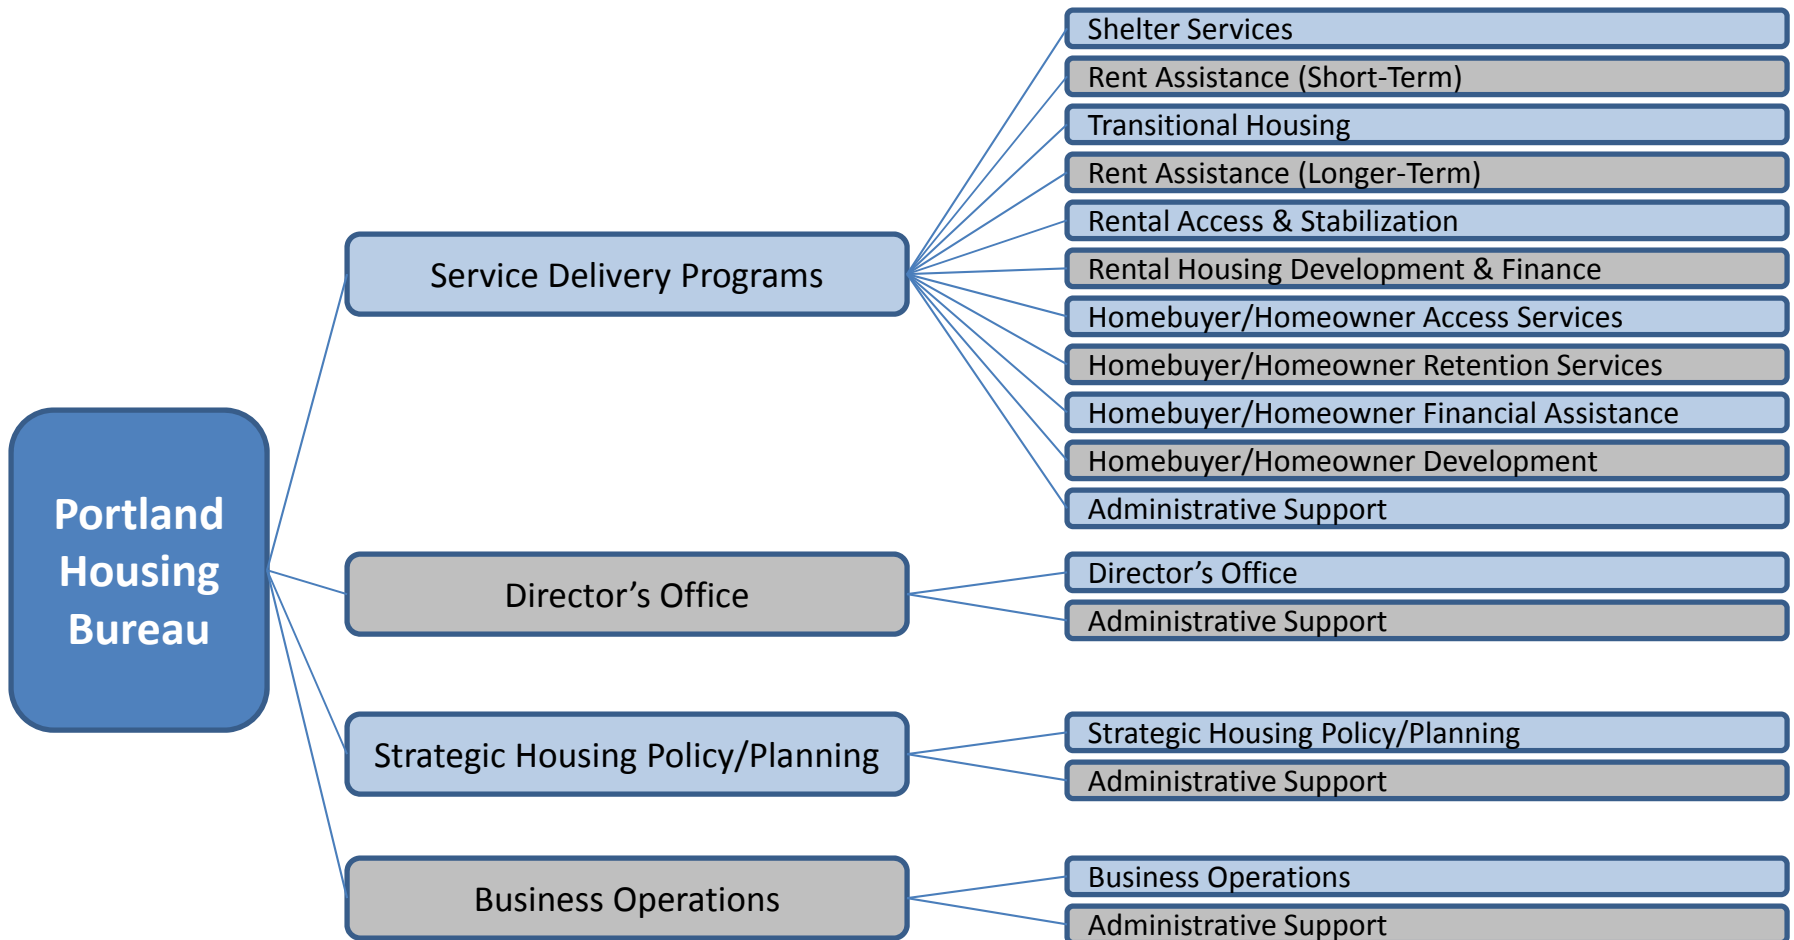 Portland
Housing
Bureau
Service Delivery Programs
Shelter Services
Rent Assistance (Short-Term)
Transitional Housing
Rent Assistance (Longer-Term)
Rental Access & Stabilization
Rental Housing Development & Finance
Homebuyer/Homeowner Access Services
Homebuyer/Homeowner Retention Services
Homebuyer/Homeowner Financial Assistance
Homebuyer/Homeowner Development
Administrative Support
Director’s Office
Director’s Office
Administrative Support
Strategic Housing Policy/Planning
Strategic Housing Policy/Planning
Administrative Support
Business Operations
Business Operations
Administrative Support